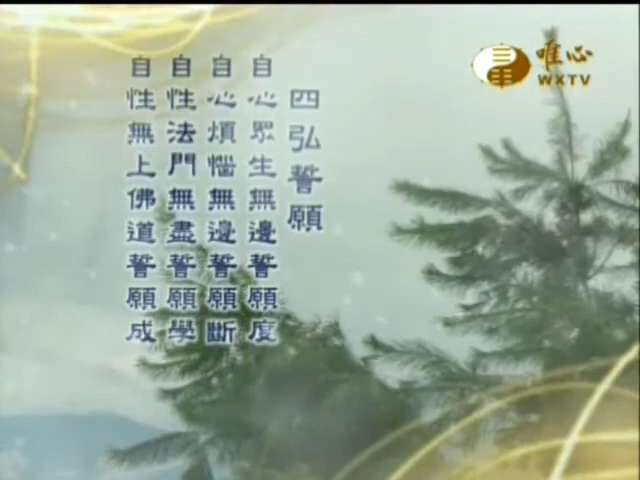 四弘誓願
自心眾生無邊誓願度
自心煩惱無邊誓願斷
自性法門無盡誓願學
自性無上佛道誓願成
唯心
WXTV